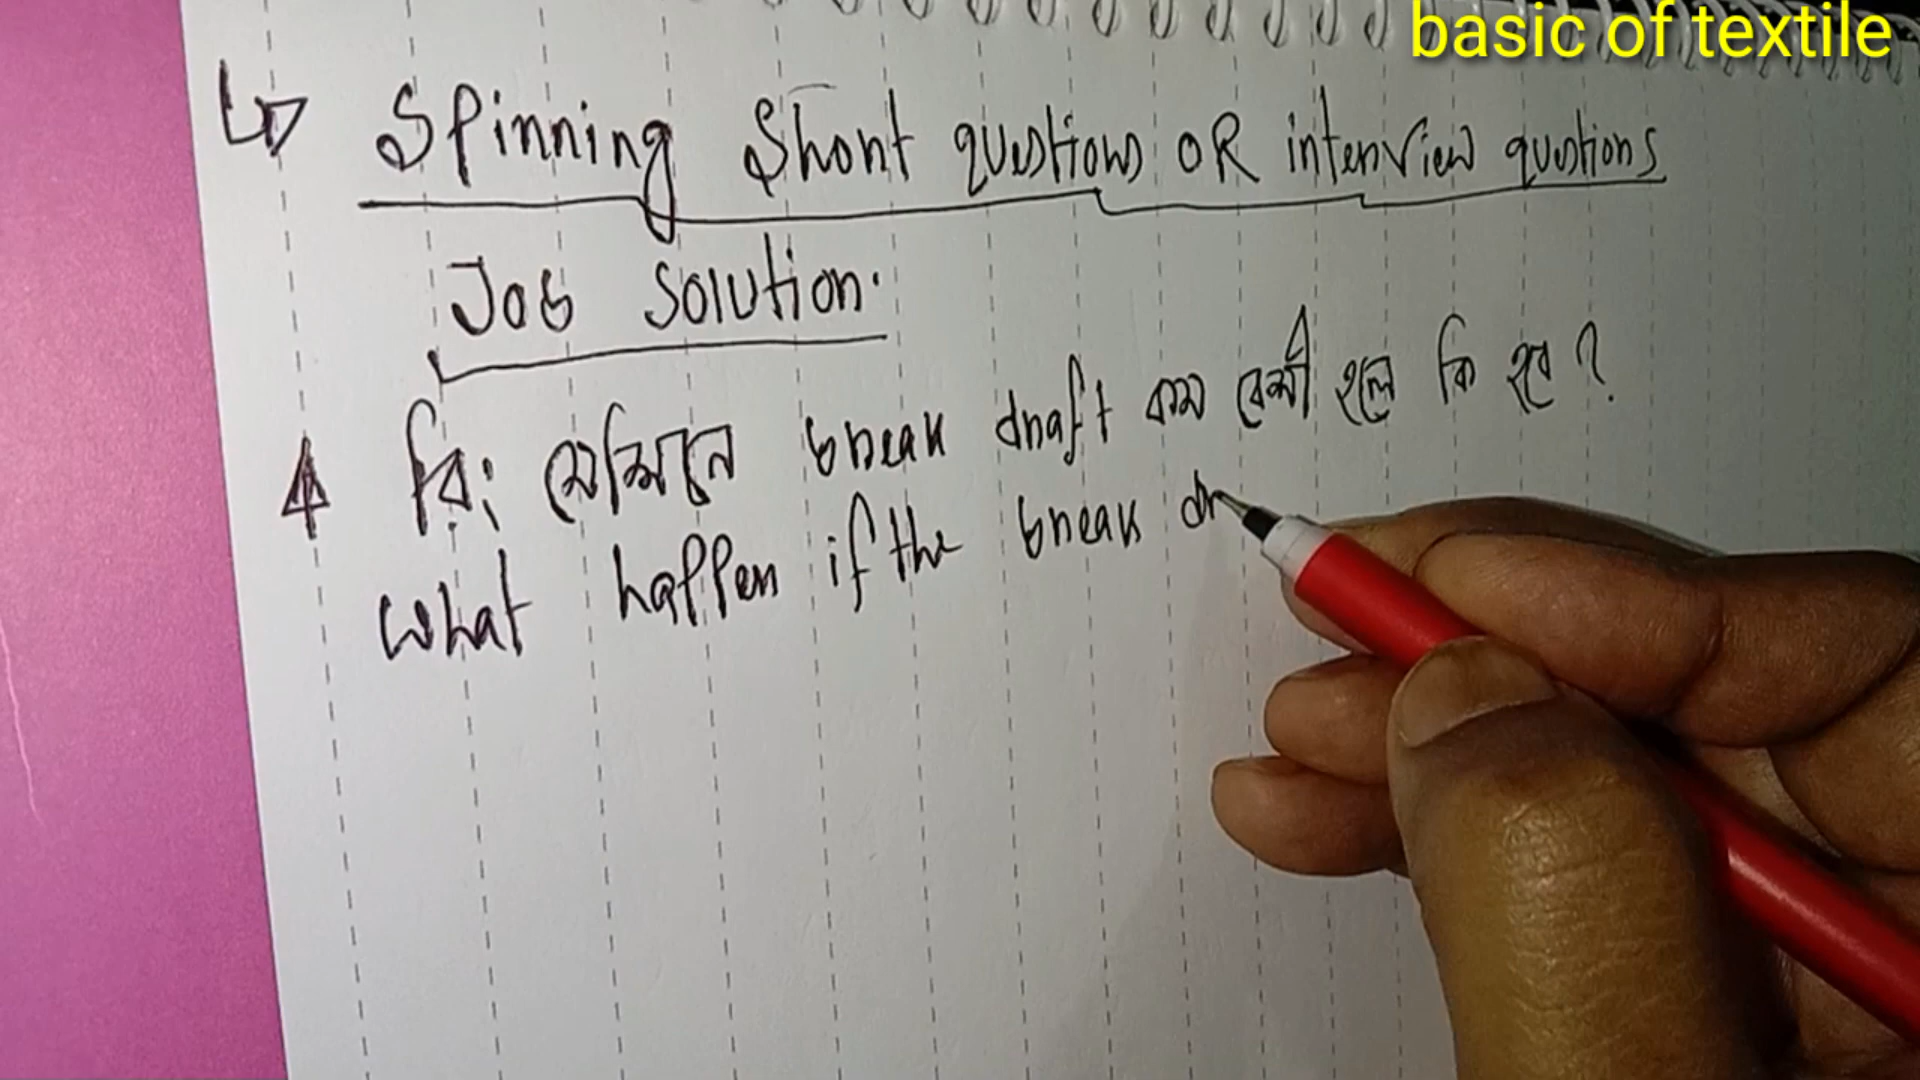 basic of textile
Spinning Short questions OR interview questions
Job Solution.
রি: মেশিনে break draft কম বেশী হলে কি হবে?
what happen if the break dr